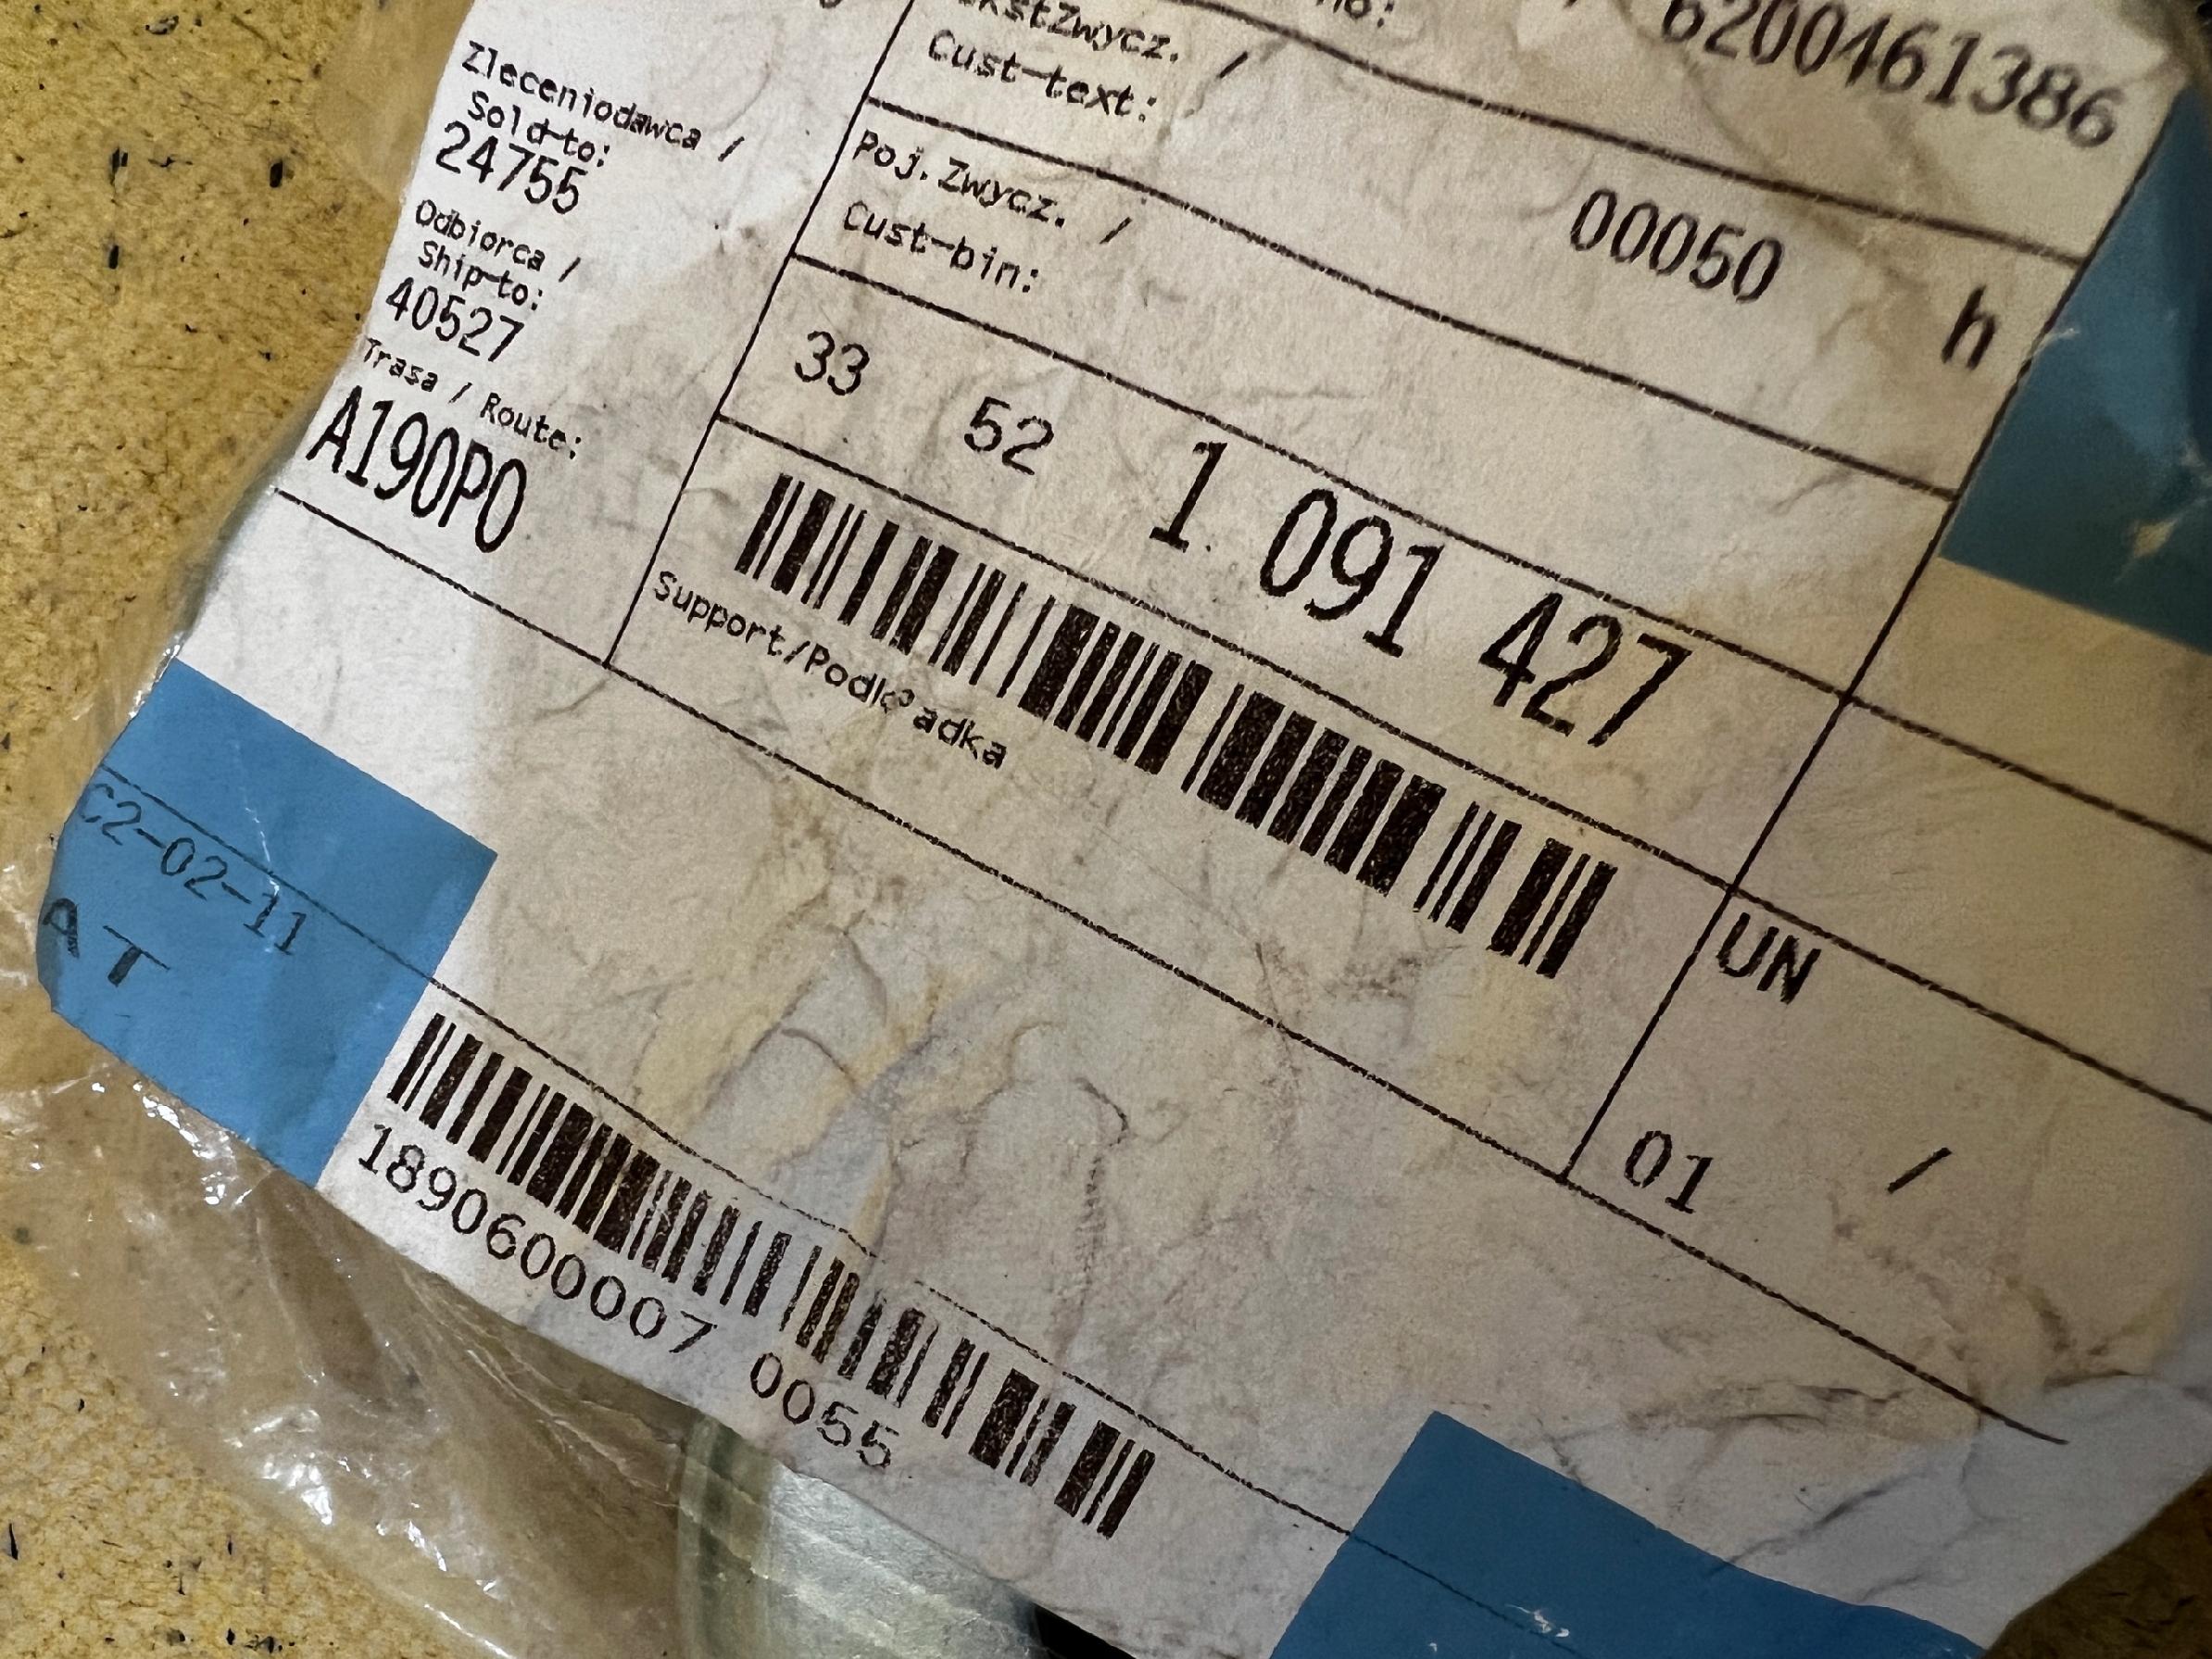 6200461386
Cust-text:
Zleceniodawca /
Sold-to:
24755
Odbiorca /
Ship-to:
40527
Trasa / Route:
A190P0
Poj.Zwycz. /
Cust-bin:
00050
h
33 52 1 091 427
Support/Podkładka
UN
01 /
C2-02-11
AT
1890600007 0055